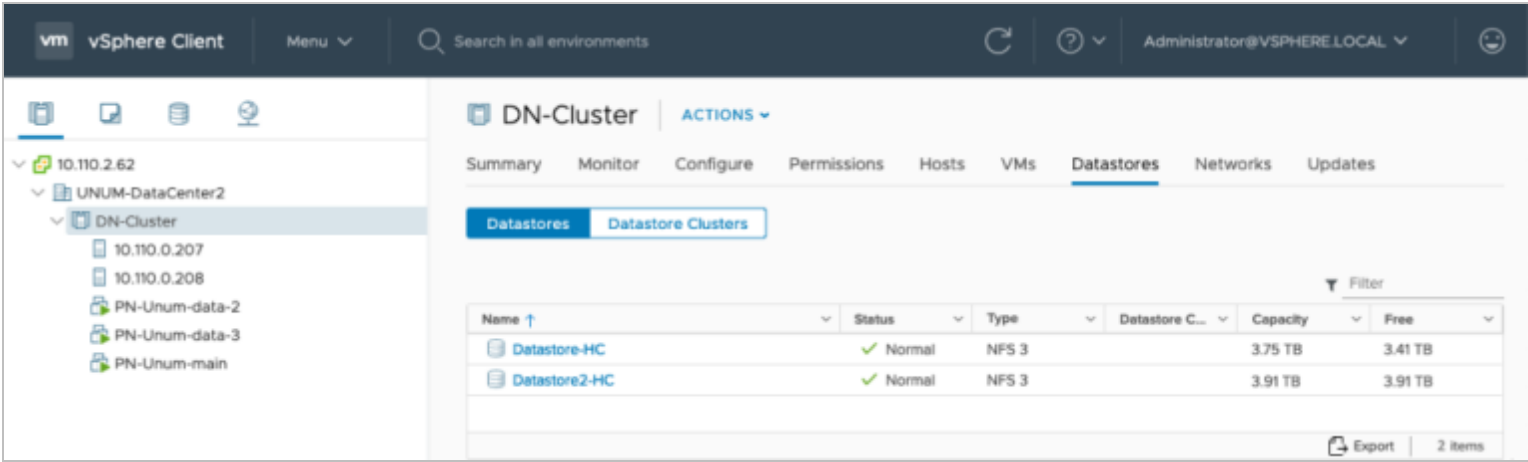 vm vSphere Client Menu Search in all environments Administrator@VSPHERE.LOCAL
DN-Cluster ACTIONS
10.110.2.62
UNUM-DataCenter2
DN-Cluster
10.110.0.207
10.110.0.208
PN-Unum-data-2
PN-Unum-data-3
PN-Unum-main
Summary Monitor Configure Permissions Hosts VMs Datastores Networks Updates
Datastores Datastore Clusters
Filter
Name Status Type Datastore C... Capacity Free
Datastore-HC Normal NFS 3 3.75 TB 3.41 TB
Datastore2-HC Normal NFS 3 3.91 TB 3.91 TB
Export 2 items